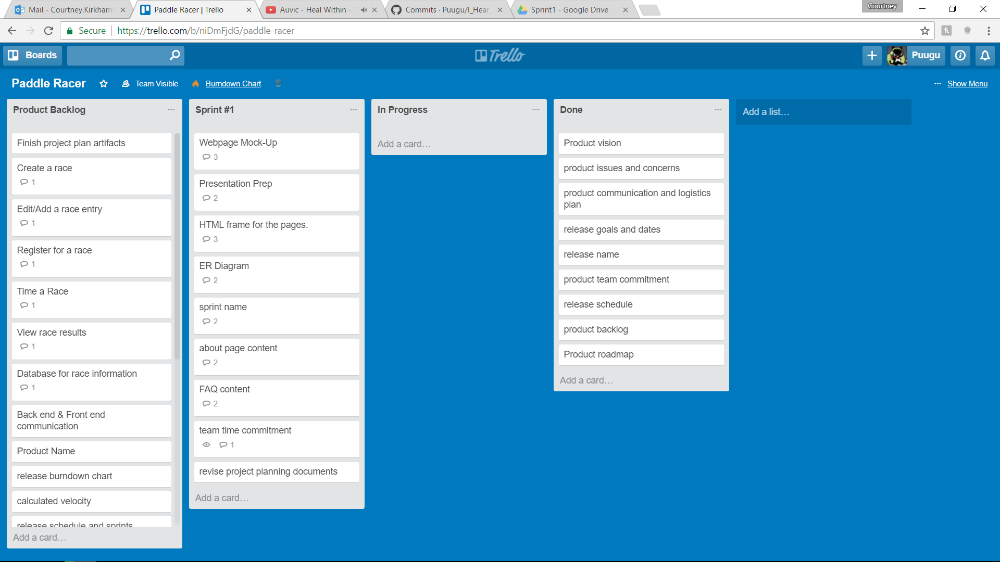 Mail - Courtney.Kirkham
Paddle Racer | Trello
Auvic - Heal Within -
Commits · Puugu/I_Hear_
Sprint1 - Google Drive
Courtney
Secure
https://trello.com/b/niDmFjdG/paddle-racer
Boards
Trello
Puugu
Paddle Racer
Team Visible
Burndown Chart
··· Show Menu
Product Backlog
Finish project plan artifacts
Create a race
1
Edit/Add a race entry
1
Register for a race
1
Time a Race
1
View race results
1
Database for race information
1
Back end & Front end
communication
Product Name
release burndown chart
calculated velocity
release schedule and sprints
Add a card…
Sprint #1
Webpage Mock-Up
3
Presentation Prep
2
HTML frame for the pages.
3
ER Diagram
2
sprint name
2
about page content
2
FAQ content
2
team time commitment
1
revise project planning documents
Add a card…
In Progress
Add a card…
Done
Product vision
product issues and concerns
product communication and logistics
plan
release goals and dates
release name
product team commitment
release schedule
product backlog
Product roadmap
Add a card…
Add a list…